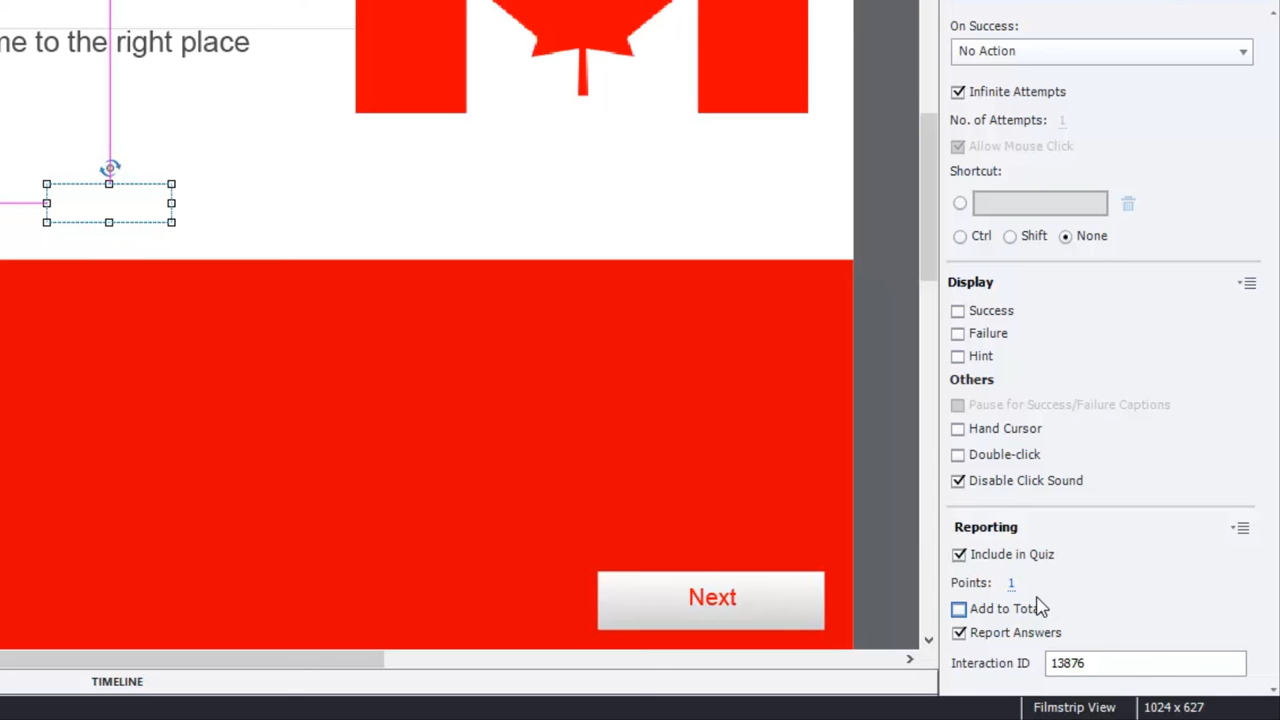 me to the right place
Next
TIMELINE
On Success:
No Action
Infinite Attempts
No. of Attempts: 1
Allow Mouse Click
Shortcut:
Ctrl Shift None
Display
Success
Failure
Hint
Others
Pause for Success/Failure Captions
Hand Cursor
Double-click
Disable Click Sound
Reporting
Include in Quiz
Points: 1
Add to Total
Report Answers
Interaction ID 13876
Filmstrip View 1024 x 627